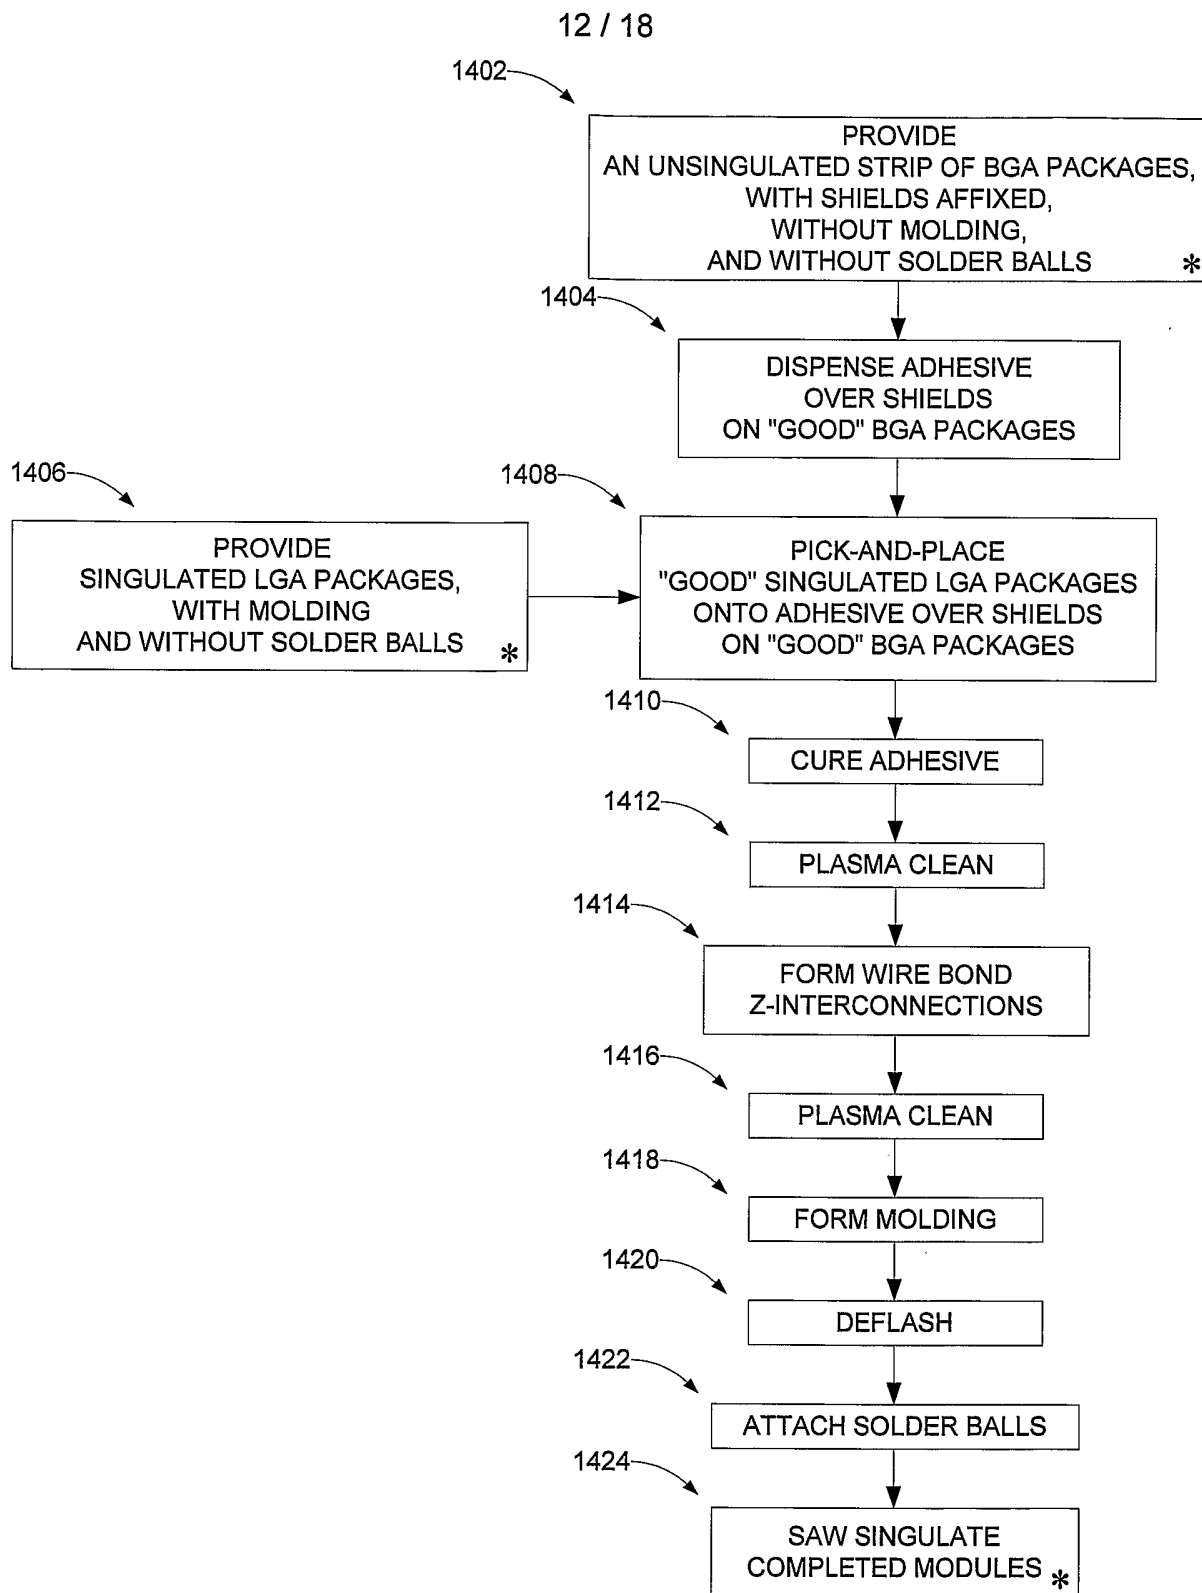 12 / 18
1402
PROVIDE
AN UNSINGULATED STRIP OF BGA PACKAGES,
WITH SHIELDS AFFIXED,
WITHOUT MOLDING,
AND WITHOUT SOLDER BALLS *
1404
DISPENSE ADHESIVE
OVER SHIELDS
ON "GOOD" BGA PACKAGES
1406
PROVIDE
SINGULATED LGA PACKAGES,
WITH MOLDING
AND WITHOUT SOLDER BALLS *
1408
PICK-AND-PLACE
"GOOD" SINGULATED LGA PACKAGES
ONTO ADHESIVE OVER SHIELDS
ON "GOOD" BGA PACKAGES
1410
CURE ADHESIVE
1412
PLASMA CLEAN
1414
FORM WIRE BOND
Z-INTERCONNECTIONS
1416
PLASMA CLEAN
1418
FORM MOLDING
1420
DEFLASH
1422
ATTACH SOLDER BALLS
1424
SAW SINGULATE
COMPLETED MODULES *